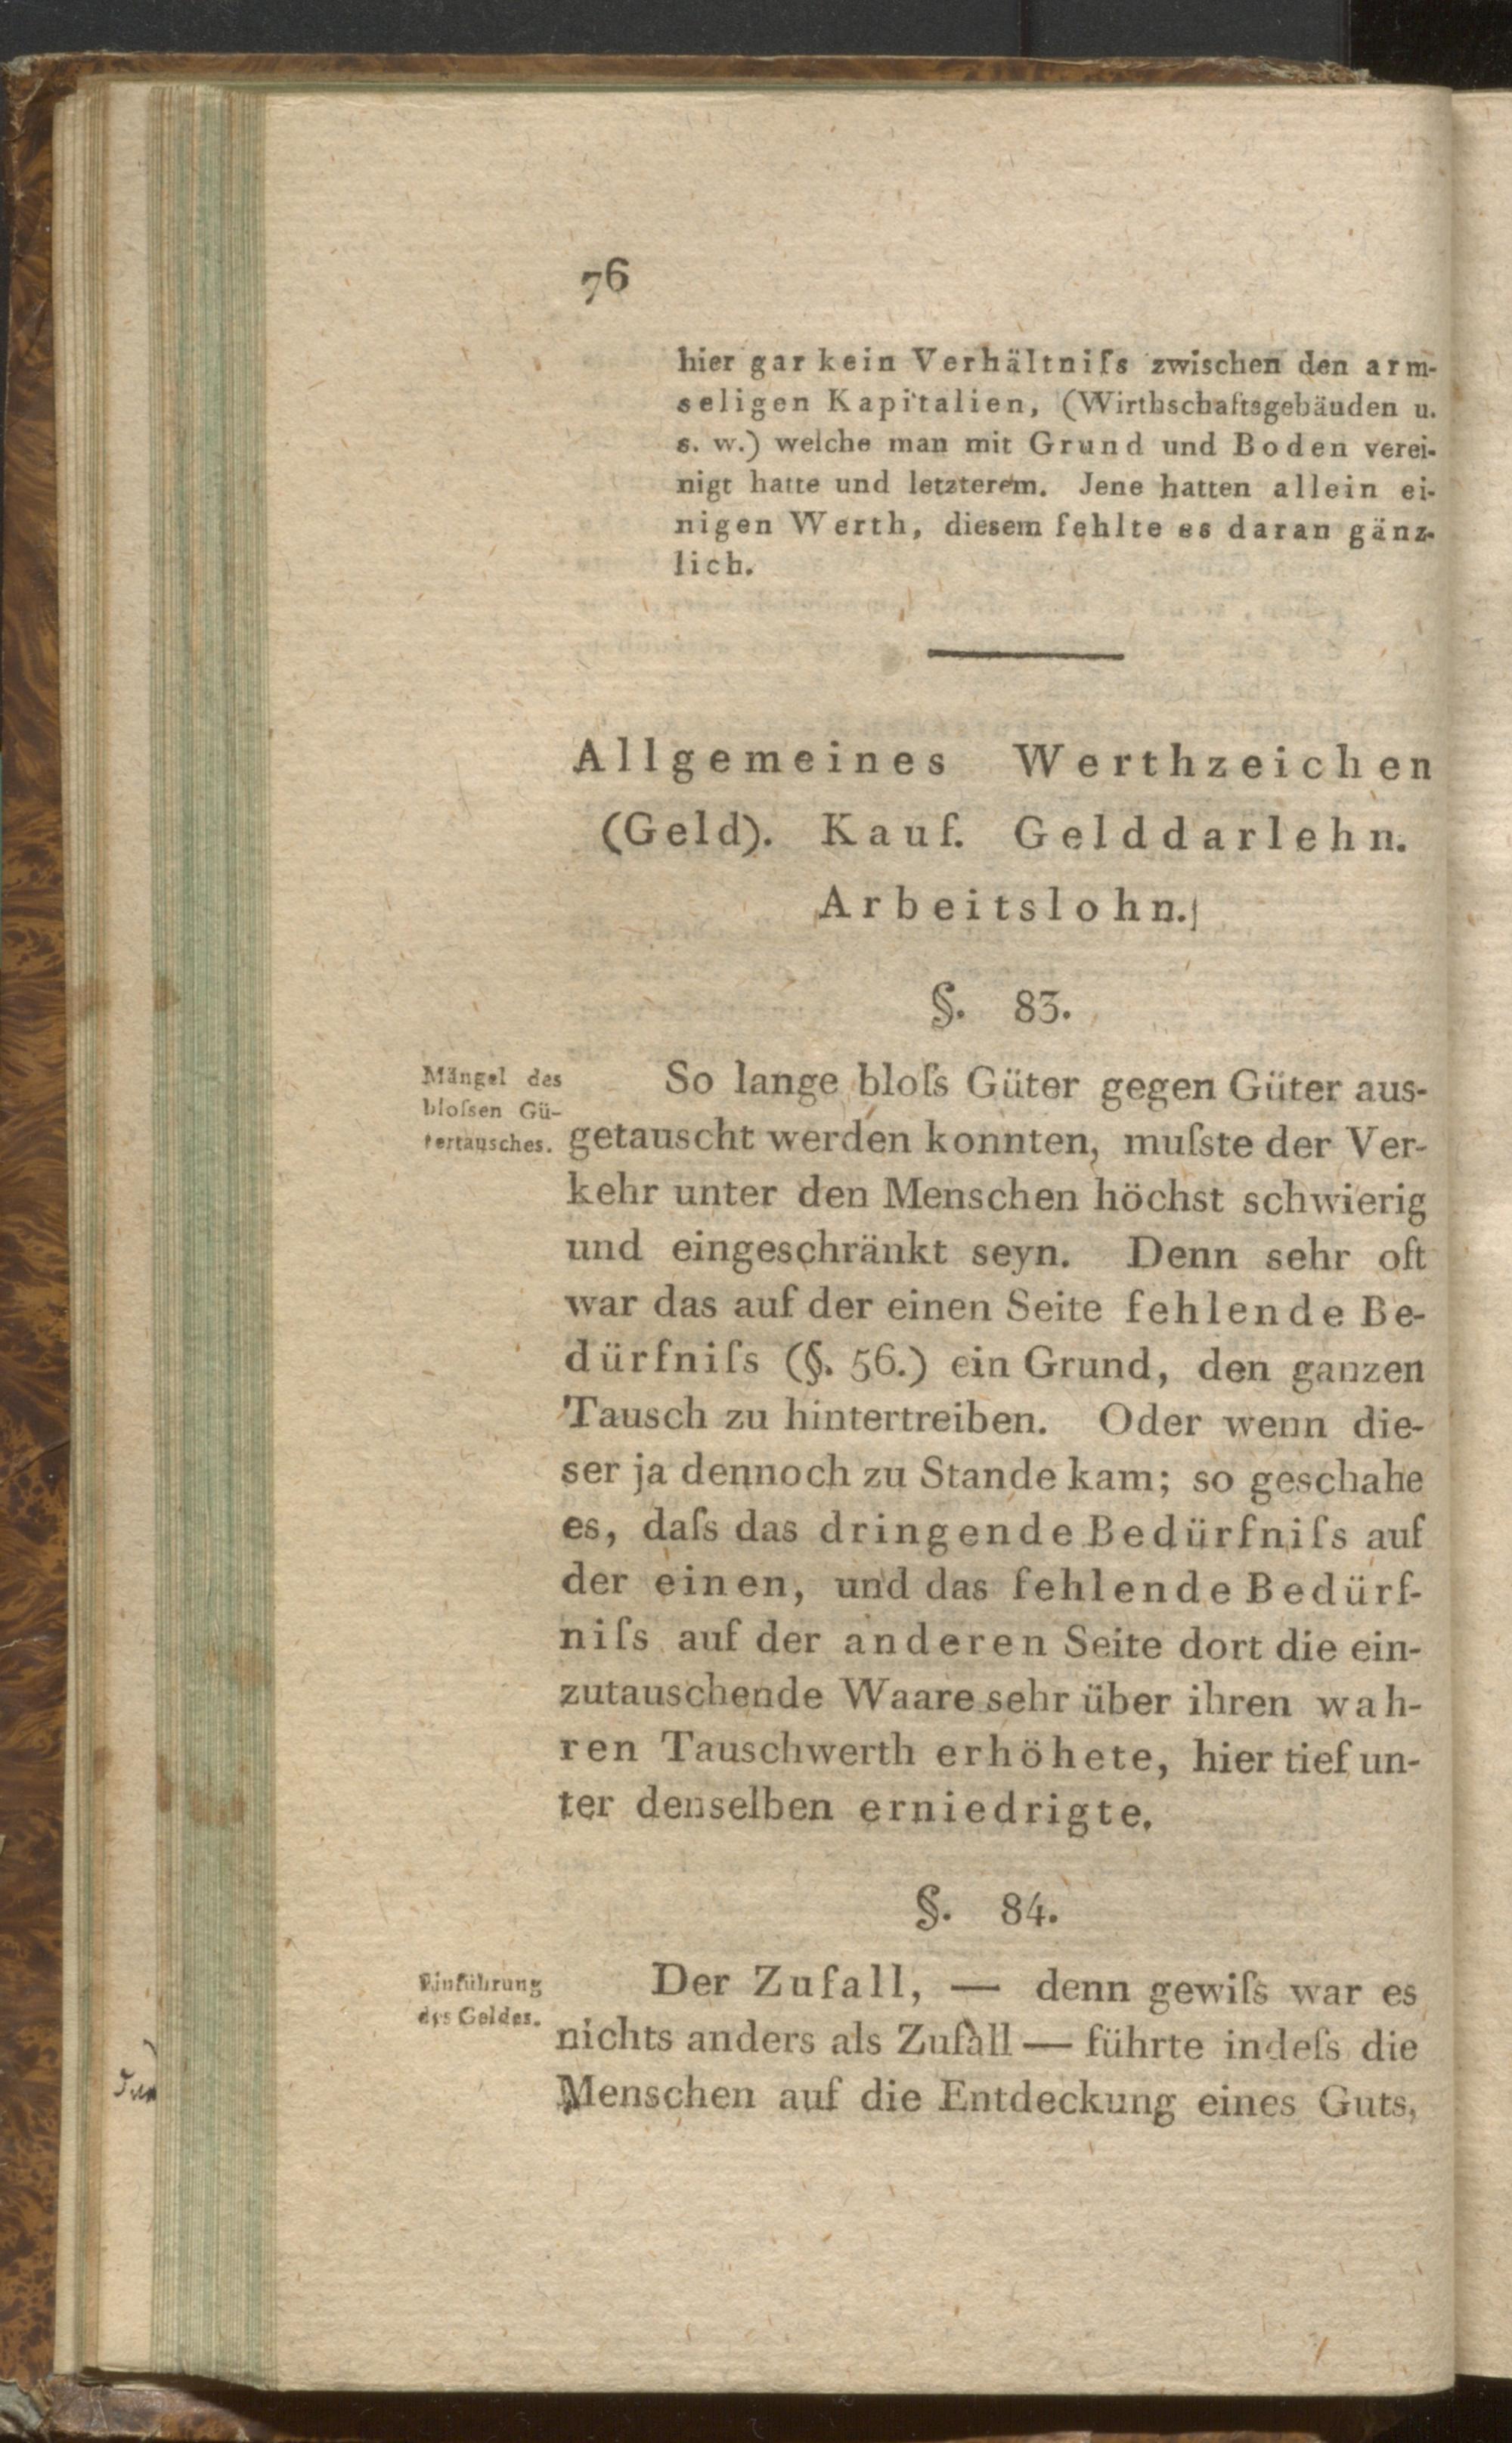 76
hier gar kein Verhältniſs zwischen den arm-
seligen Kapitalien, (Wirthschaftsgebäuden u.
s. w.) welche man mit Grund und Boden verei-
nigt hatte und letzterem. Jene hatten allein ei-
nigen Werth, diesem fehlte es daran gänz-
lich.
Allgemeines Werthzeichen
(Geld). Kauf. Gelddarlehn.
Arbeitslohn.
§. 83.
Mängel des
bloſsen Gü-
tertausches.
So lange bloſs Güter gegen Güter aus-
getauscht werden konnten, muſste der Ver-
kehr unter den Menschen höchst schwierig
und eingeschränkt seyn. Denn sehr oft
war das auf der einen Seite fehlende Be-
dürfniſs (§. 56.) ein Grund, den ganzen
Tausch zu hintertreiben. Oder wenn die-
ser ja dennoch zu Stande kam; so geschahe
es, daſs das dringende Bedürfniſs auf
der einen, und das fehlende Bedürf-
niſs auf der anderen Seite dort die ein-
zutauschende Waare sehr über ihren wah-
ren Tauschwerth erhöhete, hier tief un-
ter denselben erniedrigte.
§. 84.
Einführung
des Geldes.
Der Zufall, — denn gewiſs war es
nichts anders als Zufall — führte indeſs die
Menschen auf die Entdeckung eines Guts,